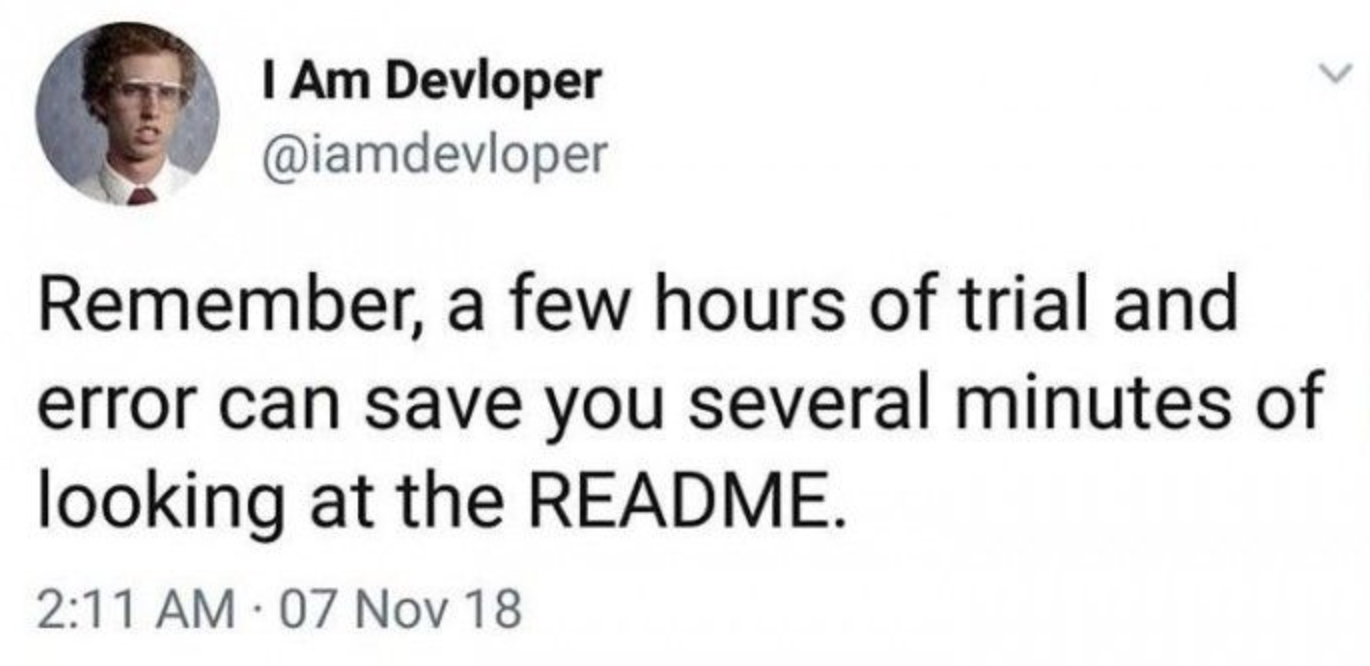 I Am Devloper
@iamdevloper
Remember, a few hours of trial and
error can save you several minutes of
looking at the README.
2:11 AM · 07 Nov 18